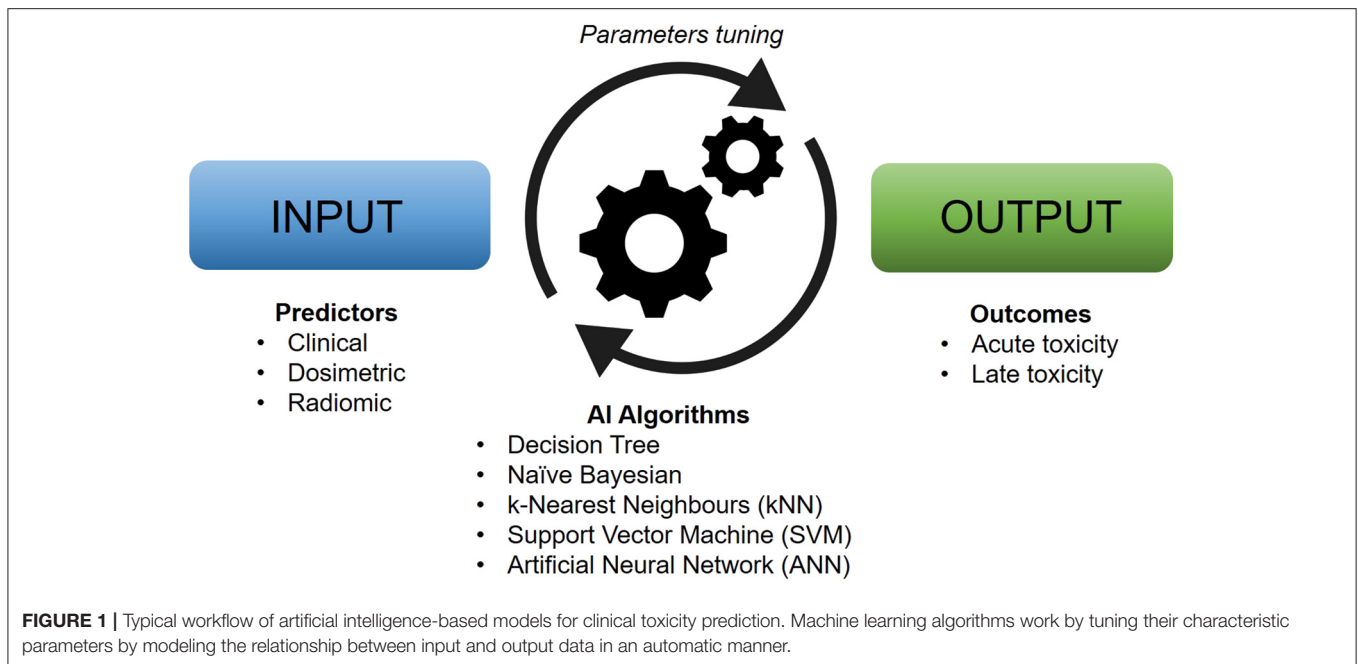 Parameters tuning
INPUT
OUTPUT
Predictors
• Clinical
• Dosimetric
• Radiomic
AI Algorithms
• Decision Tree
• Naïve Bayesian
• k-Nearest Neighbours (kNN)
• Support Vector Machine (SVM)
• Artificial Neural Network (ANN)
Outcomes
• Acute toxicity
• Late toxicity
FIGURE 1 | Typical workflow of artificial intelligence-based models for clinical toxicity prediction. Machine learning algorithms work by tuning their characteristic
parameters by modeling the relationship between input and output data in an automatic manner.